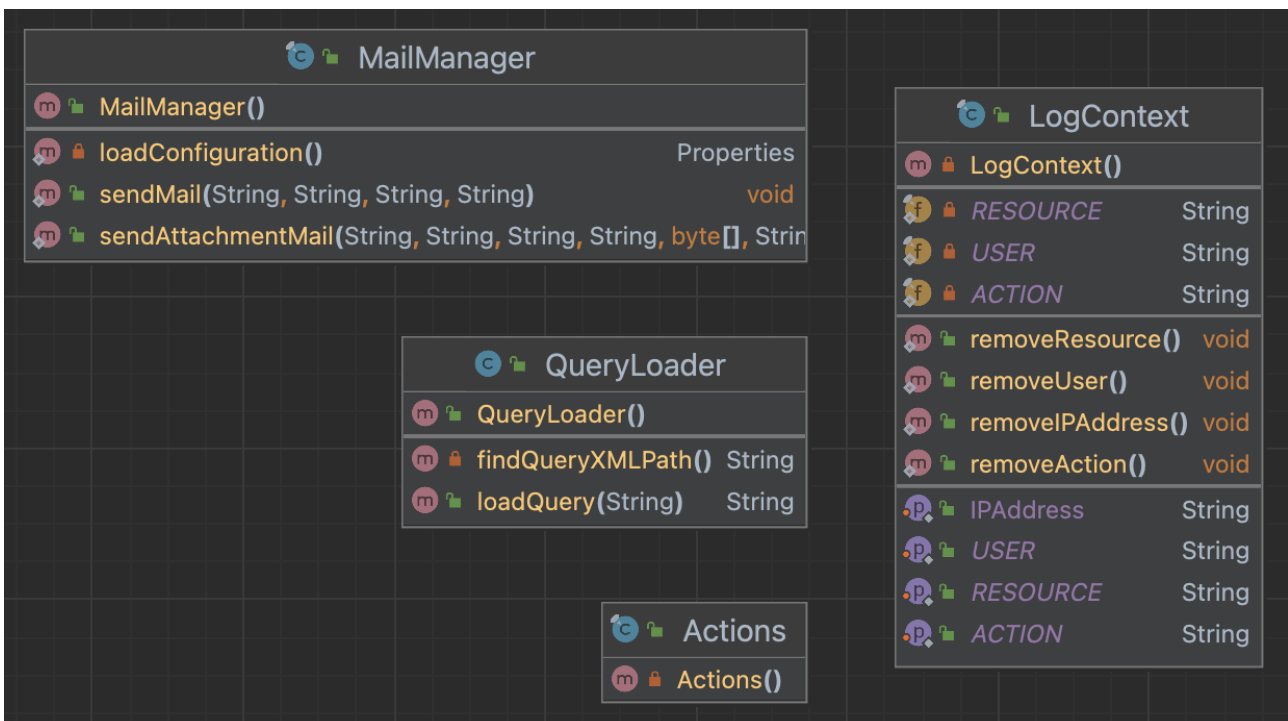 MailManager
MailManager()
loadConfiguration() Properties
sendMail(String, String, String, String) void
sendAttachmentMail(String, String, String, String, byte[], Strin
QueryLoader
QueryLoader()
findQueryXMLPath() String
loadQuery(String) String
Actions
Actions()
LogContext
LogContext()
RESOURCE String
USER String
ACTION String
removeResource() void
removeUser() void
removeIPAddress() void
removeAction() void
IPAddress String
USER String
RESOURCE String
ACTION String